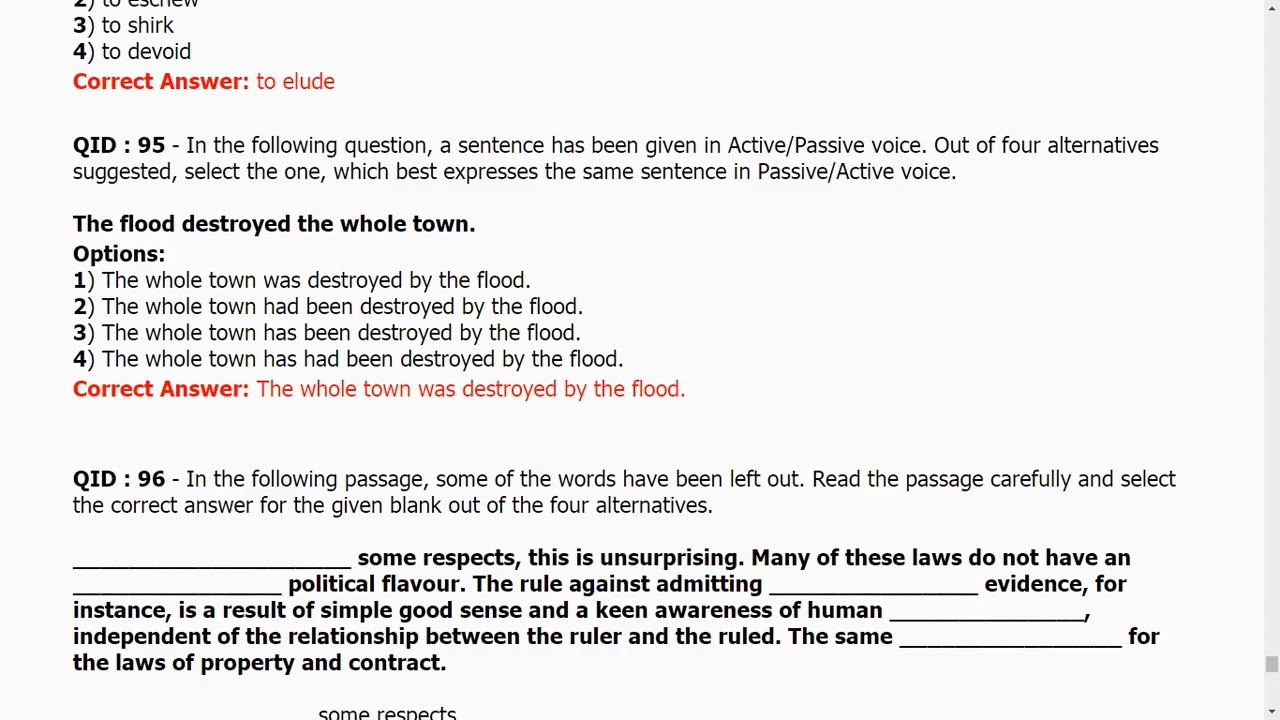 2) to eschew
3) to shirk
4) to devoid
Correct Answer: to elude
QID : 95 - In the following question, a sentence has been given in Active/Passive voice. Out of four alternatives
suggested, select the one, which best expresses the same sentence in Passive/Active voice.
The flood destroyed the whole town.
Options:
1) The whole town was destroyed by the flood.
2) The whole town had been destroyed by the flood.
3) The whole town has been destroyed by the flood.
4) The whole town has had been destroyed by the flood.
Correct Answer: The whole town was destroyed by the flood.
QID : 96 - In the following passage, some of the words have been left out. Read the passage carefully and select
the correct answer for the given blank out of the four alternatives.
____________________ some respects, this is unsurprising. Many of these laws do not have an
_______________ political flavour. The rule against admitting _______________ evidence, for
instance, is a result of simple good sense and a keen awareness of human ______________,
independent of the relationship between the ruler and the ruled. The same ________________ for
the laws of property and contract.
____________________ some respects